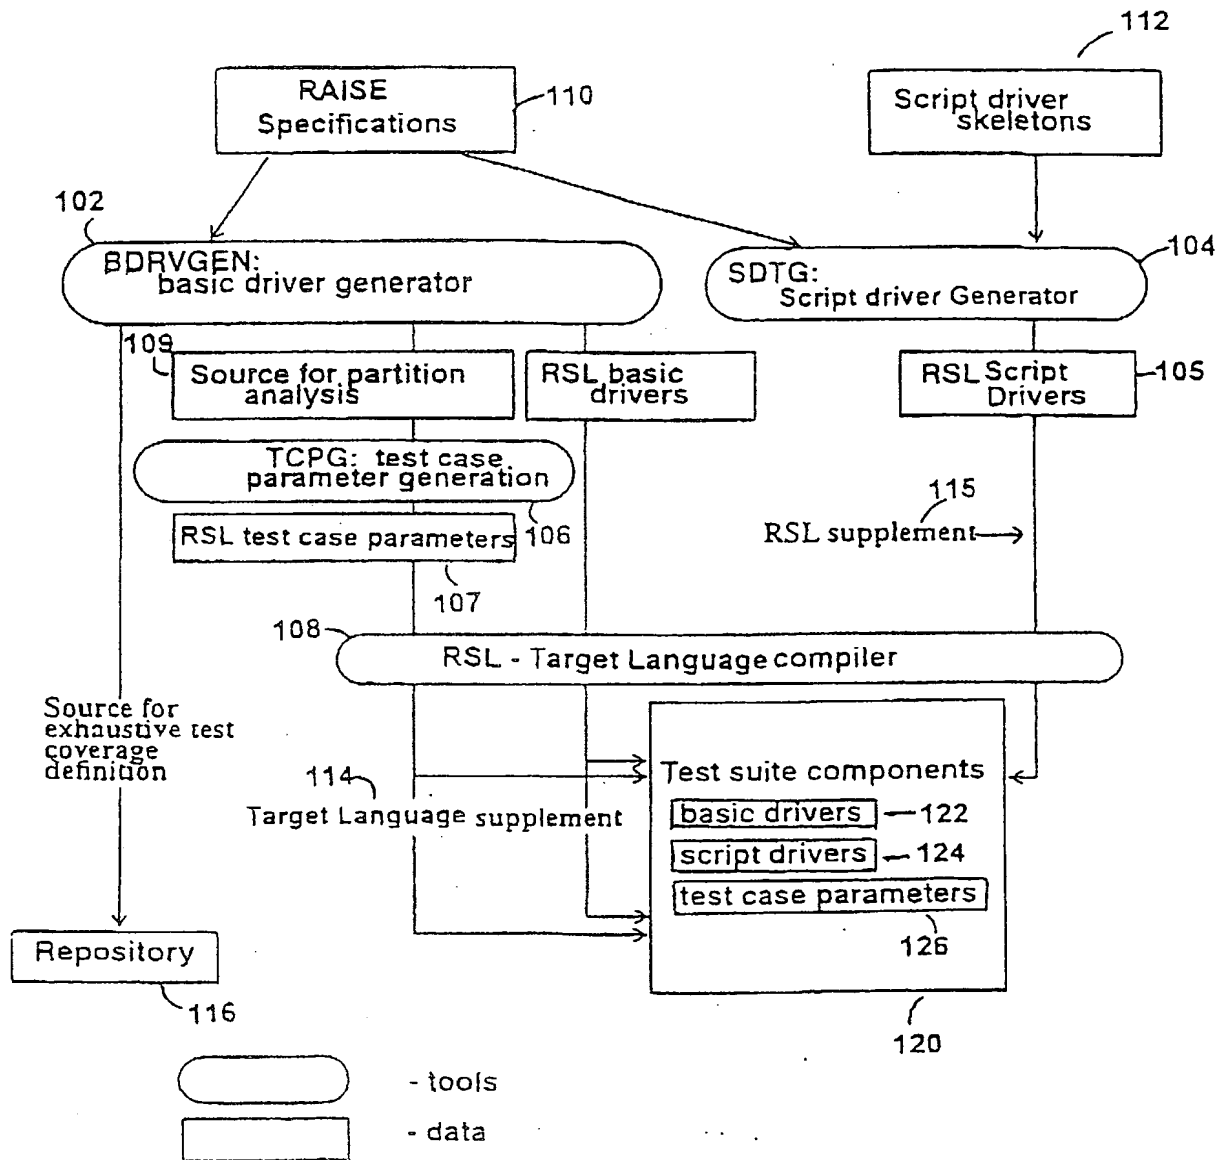 112
RAISE
Specifications
110
Script driver
skeletons
102
BDRVGEN:
basic driver generator
104
SDTG:
Script driver Generator
109
Source for partition
analysis
RSL basic
drivers
RSL Script
Drivers
105
TCPG: test case
parameter generation
106
RSL test case parameters
107
115
RSL supplement
108
RSL - Target Language compiler
Source for
exhaustive test
coverage
definition
114
Target Language supplement
Test suite components
basic drivers
122
script drivers
124
test case parameters
126
Repository
116
120
- tools
- data